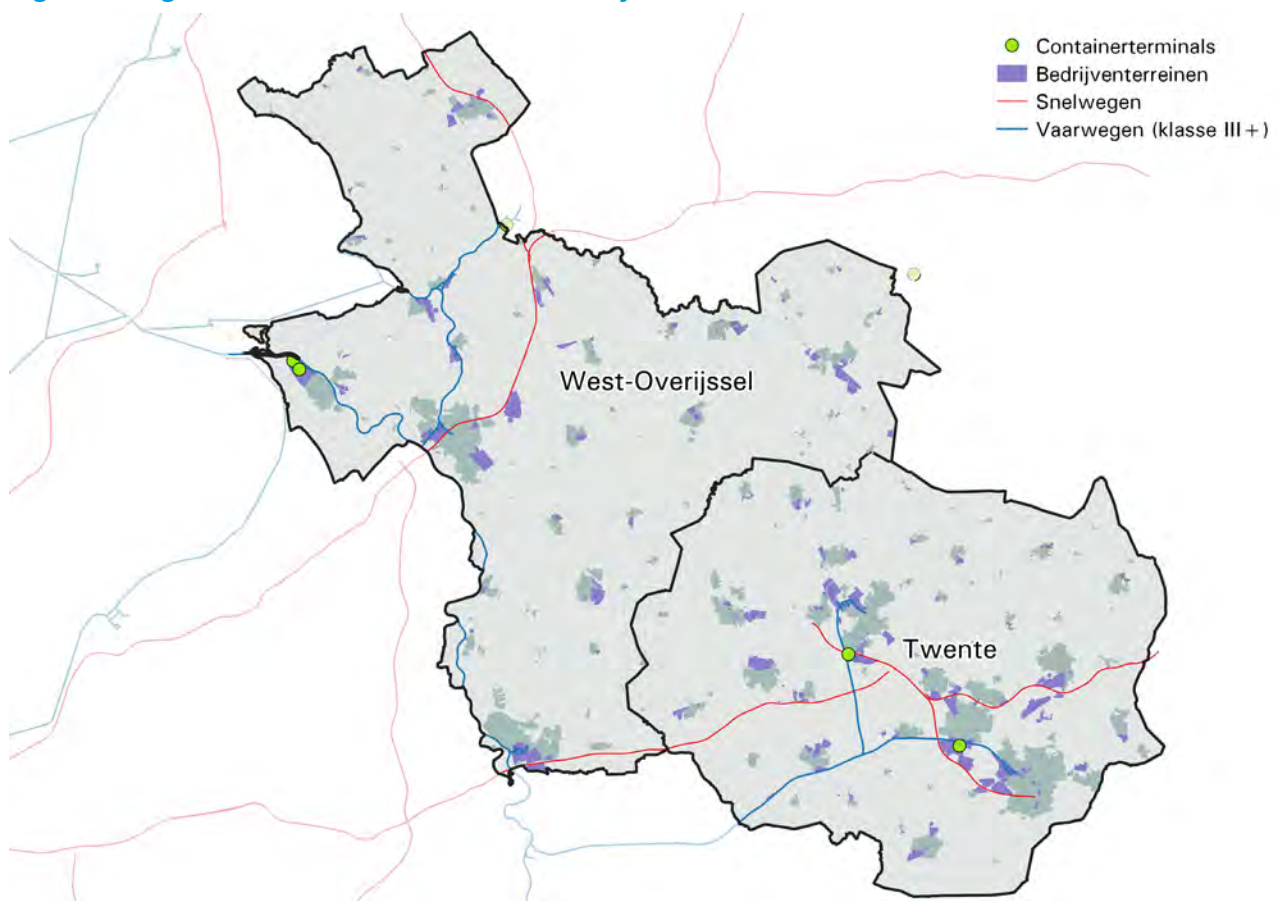 Containerterminals
Bedrijventerreinen
Snelwegen
Vaarwegen (klasse III+)
West-Overijssel
Twente